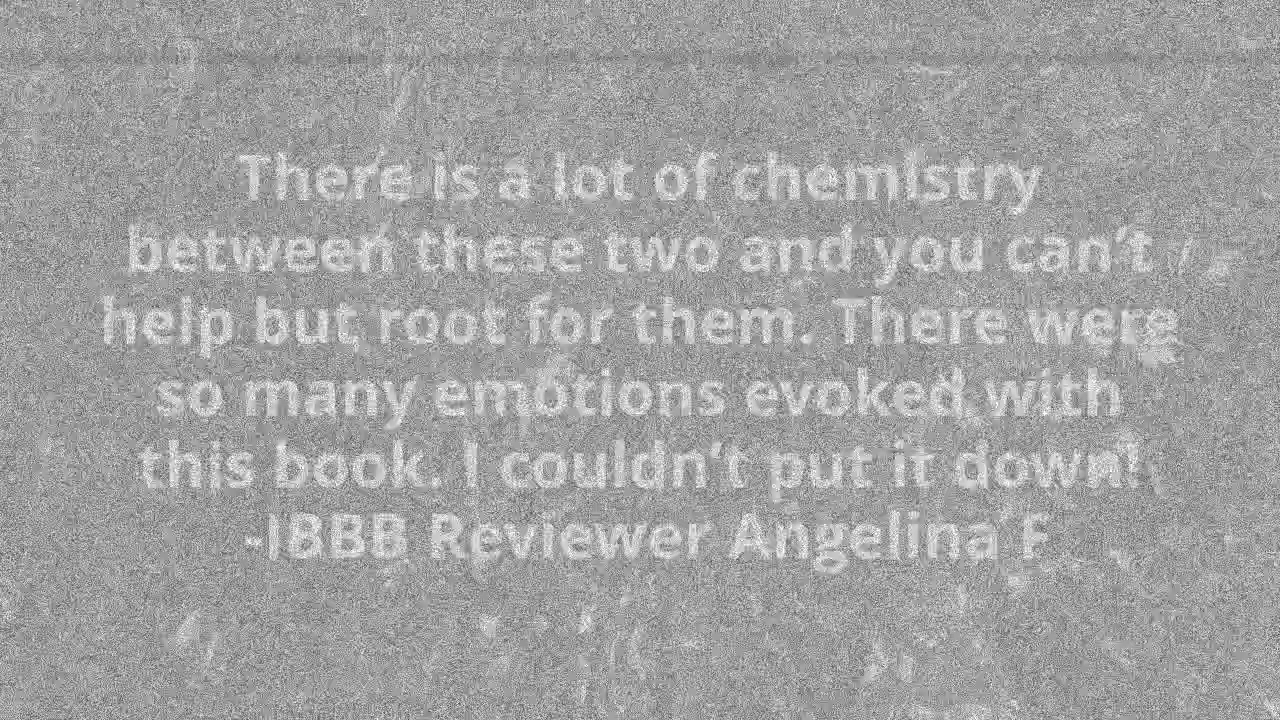 There is a lot of chemistry
between these two and you can't
help but root for them. There were
so many emotions evoked with
this book. I couldn't put it down!
-IBBB Reviewer Angelina F